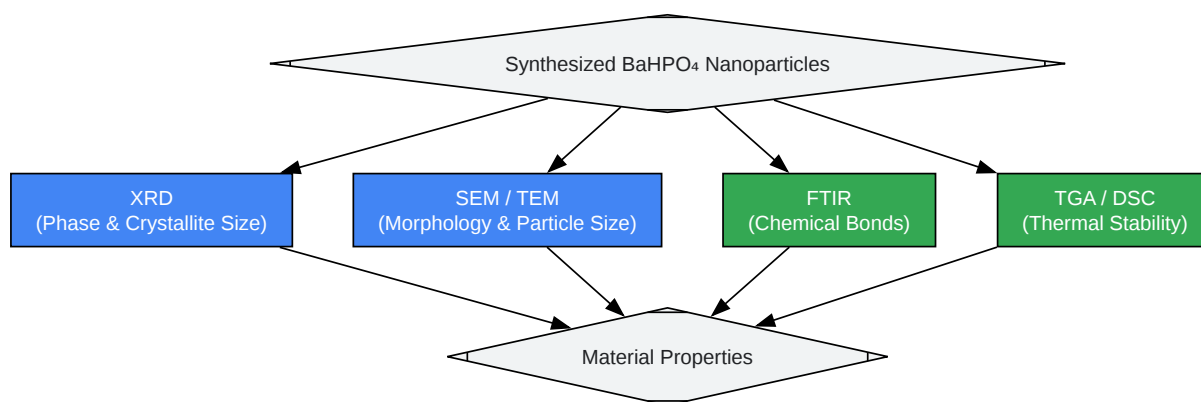 Synthesized BaHPO₄ Nanoparticles
XRD
(Phase & Crystallite Size)
SEM / TEM
(Morphology & Particle Size)
FTIR
(Chemical Bonds)
TGA / DSC
(Thermal Stability)
Material Properties